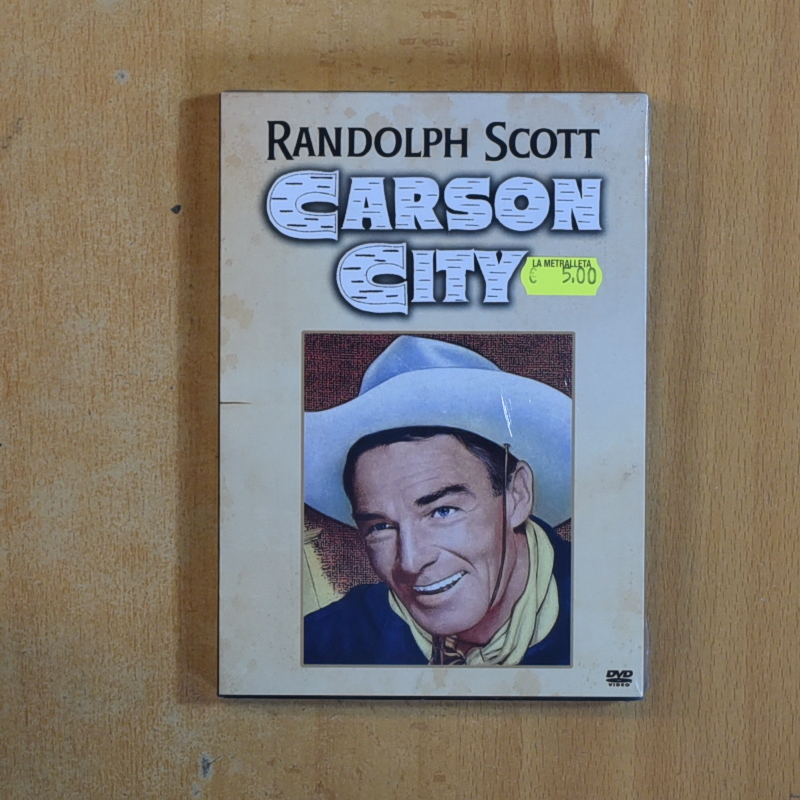 RANDOLPH SCOTT
CARSON
CITY
LA METRALLETA
€ 5,00
DVD
VIDEO